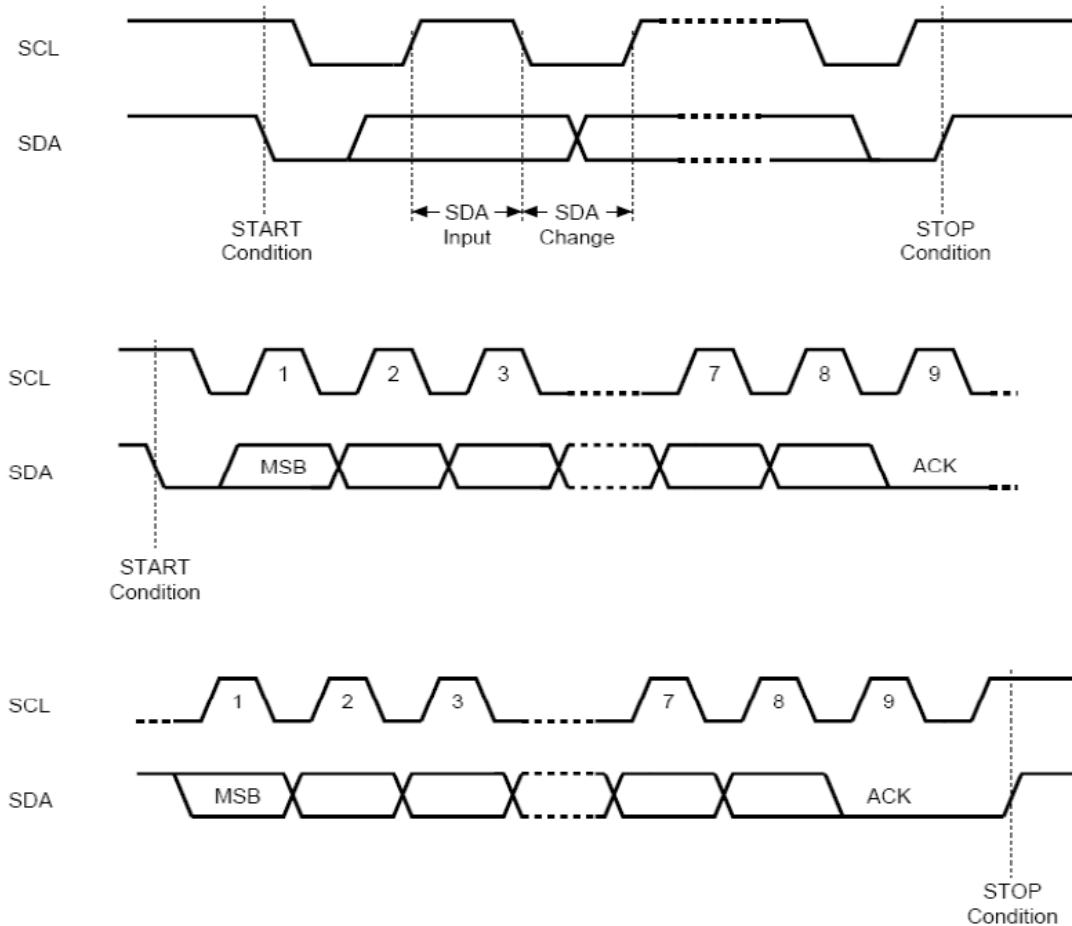 SCL
SDA
SDA
Input
SDA
Change
START
Condition
STOP
Condition
SCL
1 2 3 7 8 9
SDA
MSB ACK
START
Condition
SCL
1 2 3 7 8 9
SDA
MSB ACK
STOP
Condition